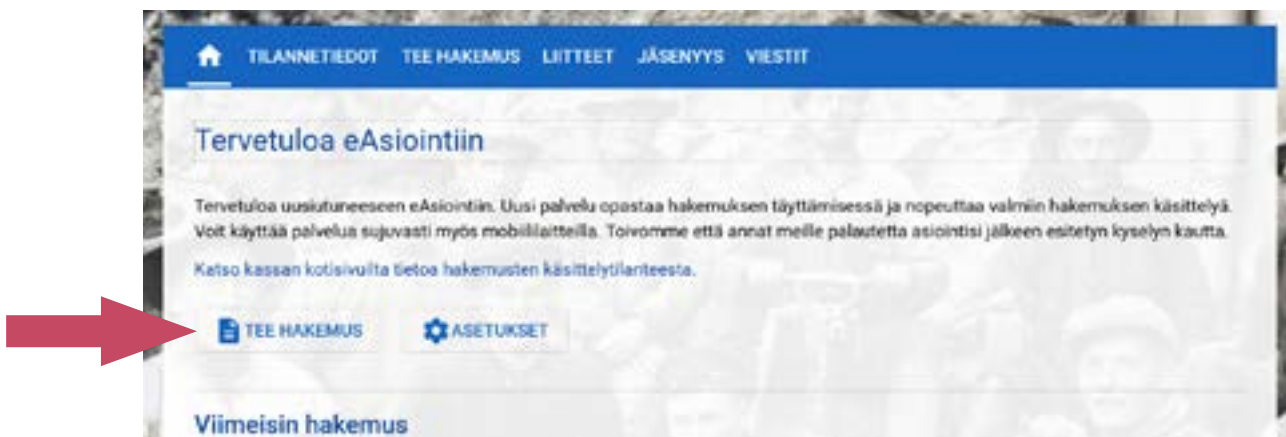 TILANNETIEDOT TEE HAKEMUS LIITTEET JÄSENYYS VIESTIT
Tervetuloa eAsiointiin
Tervetuloa uusiutuneeseen eAsiointiin. Uusi palvelu opastaa hakemuksen täyttämisessä ja nopeuttaa valmiin hakemuksen käsittelyä.
Voit käyttää palvelua sujuvasti myös mobiililaitteilla. Toivomme että annat meille palautetta asiointisi jälkeen esitetyn kyselyn kautta.
Katso kassan kotisivuilta tietoa hakemusten käsittelytilanteesta.
TEE HAKEMUS ASETUKSET
Viimeisin hakemus